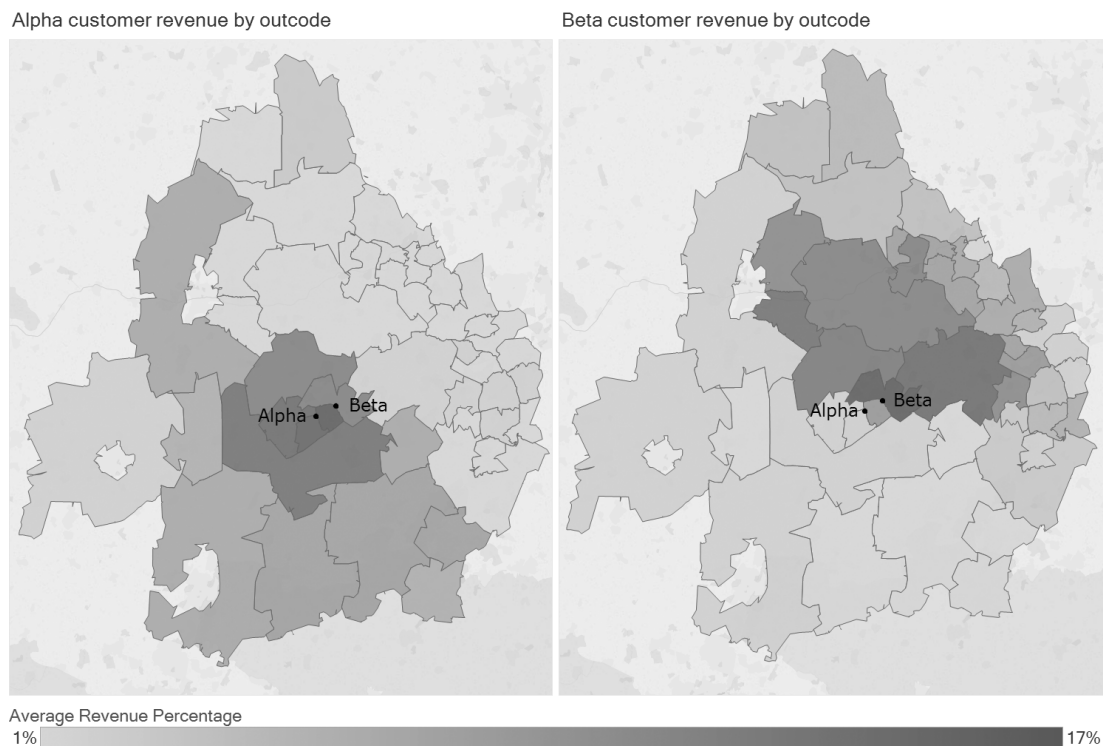 Alpha customer revenue by outcode
Beta customer revenue by outcode
Alpha
Beta
Alpha
Beta
Average Revenue Percentage
1%
17%